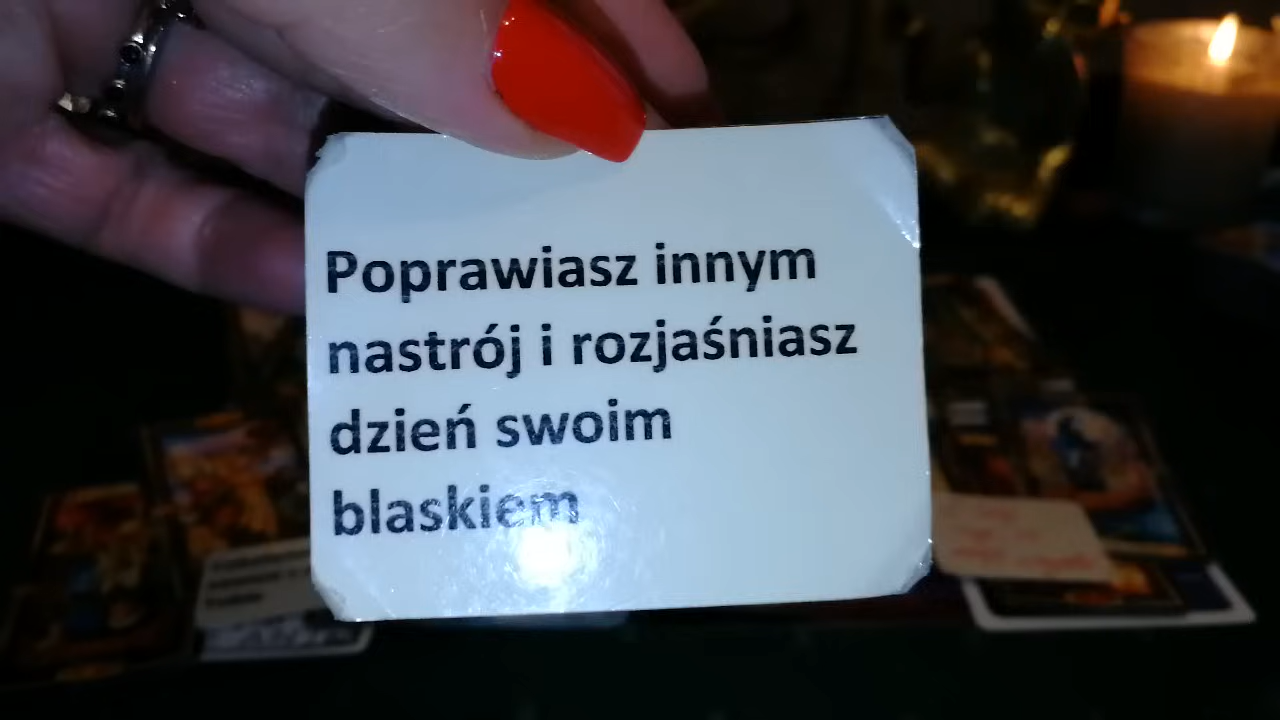 Poprawiasz innym
nastrój i rozjaśniasz
dzień swoim
blaskiem